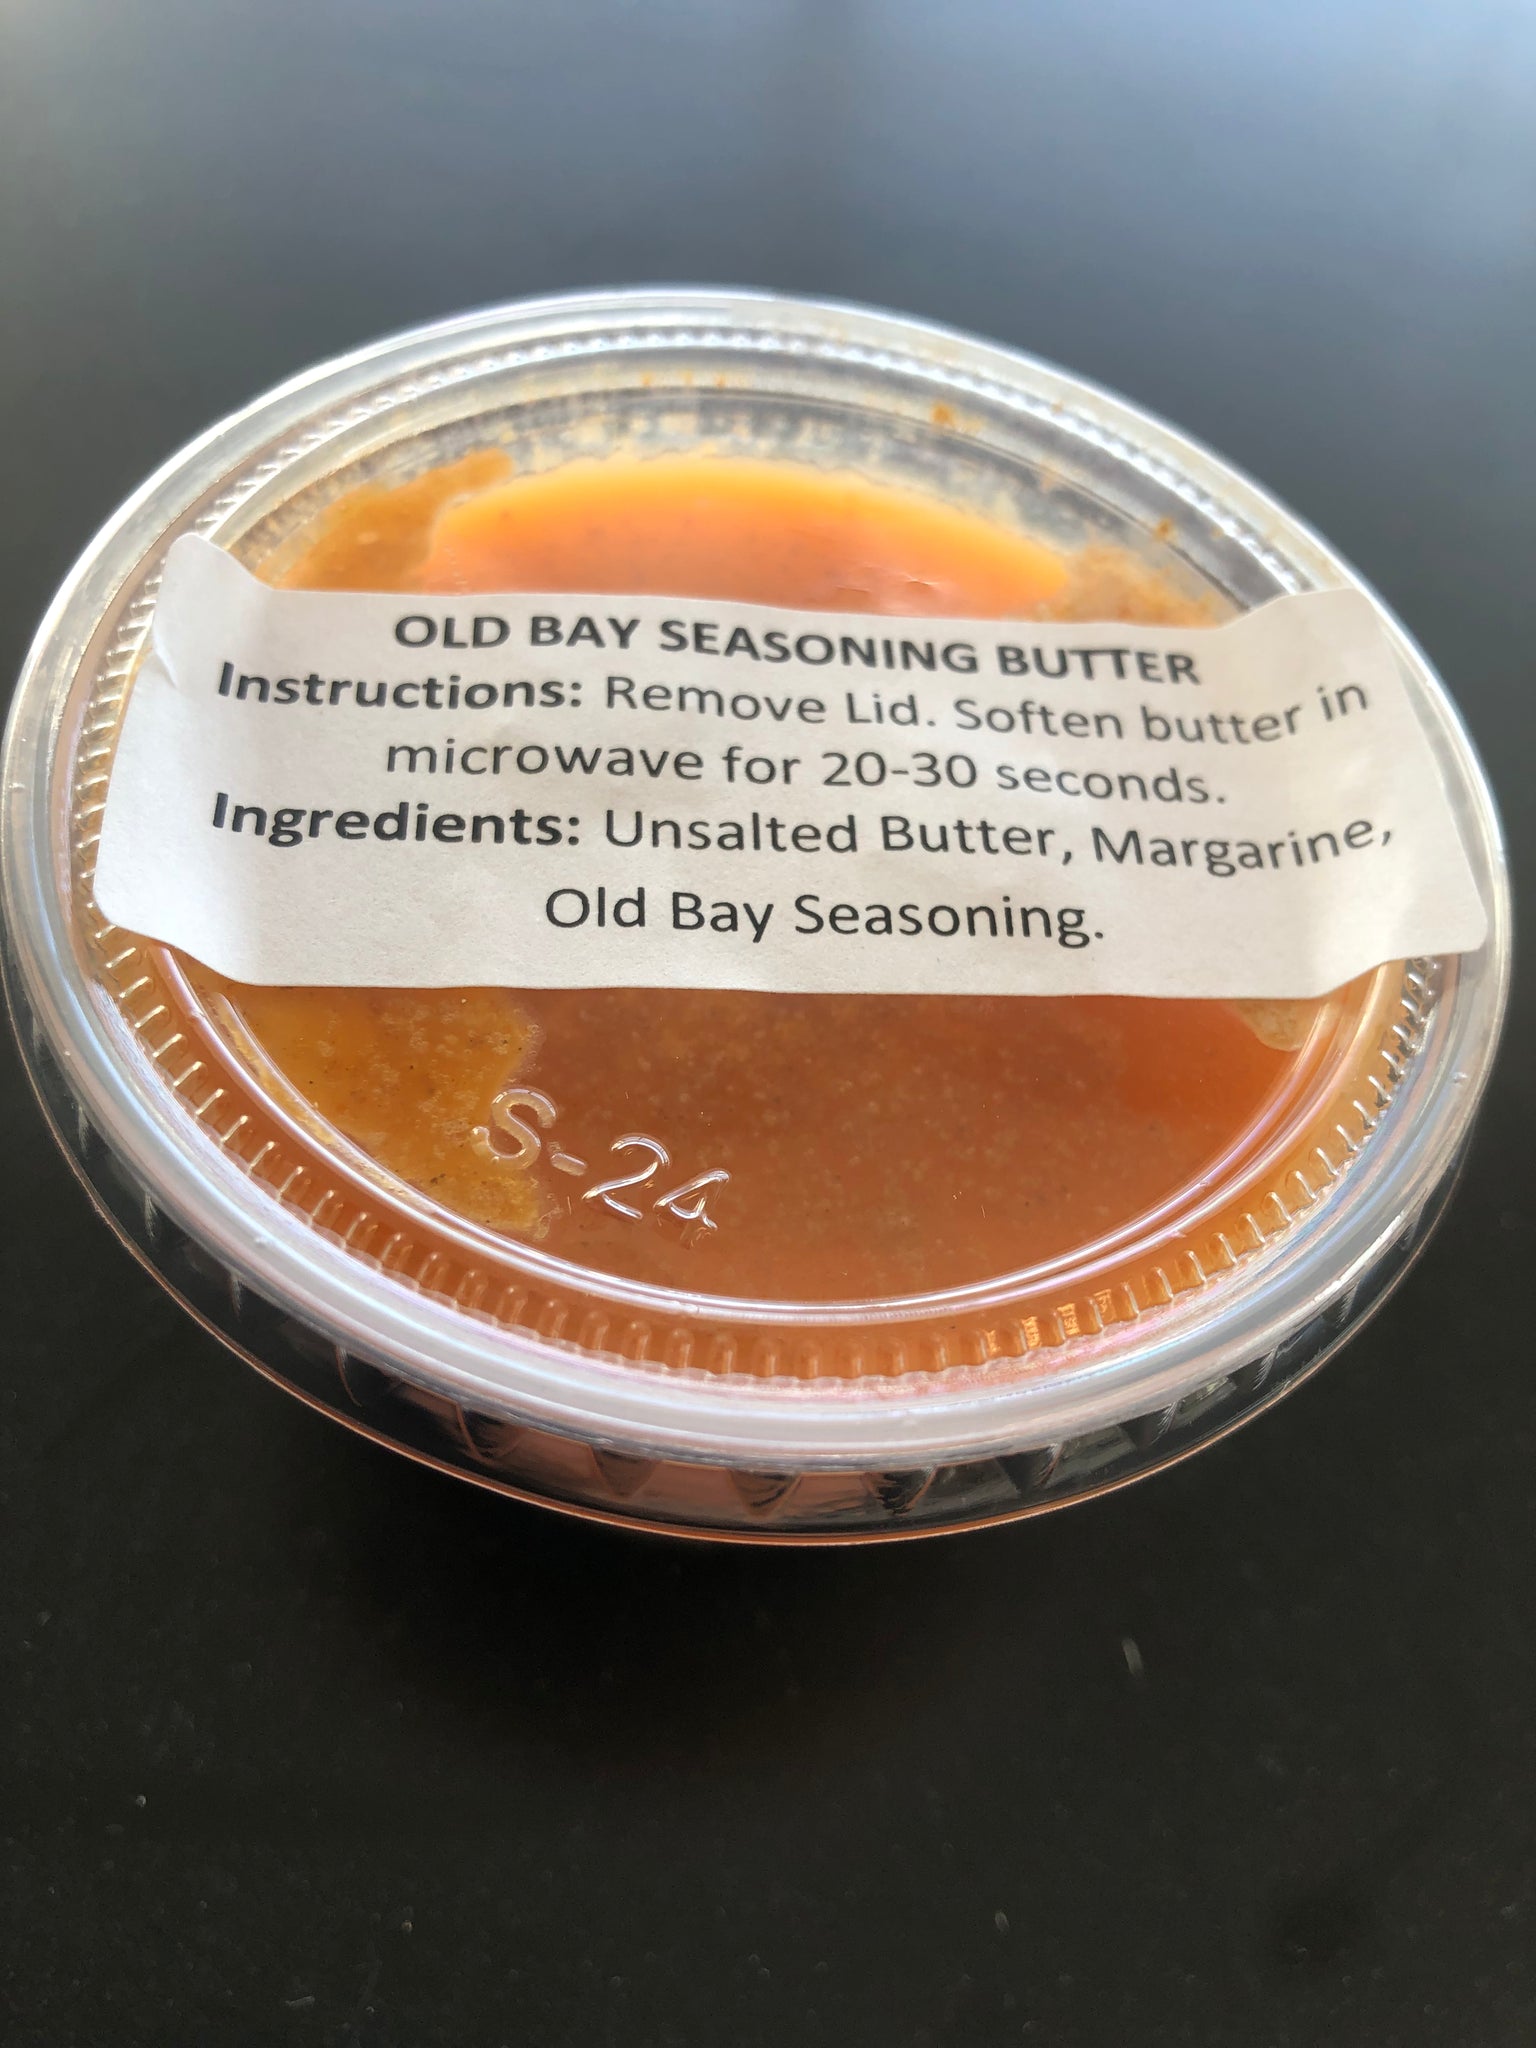 OLD BAY SEASONING BUTTER
Instructions: Remove Lid. Soften butter in
microwave for 20-30 seconds.
Ingredients: Unsalted Butter, Margarine,
Old Bay Seasoning.
S-24